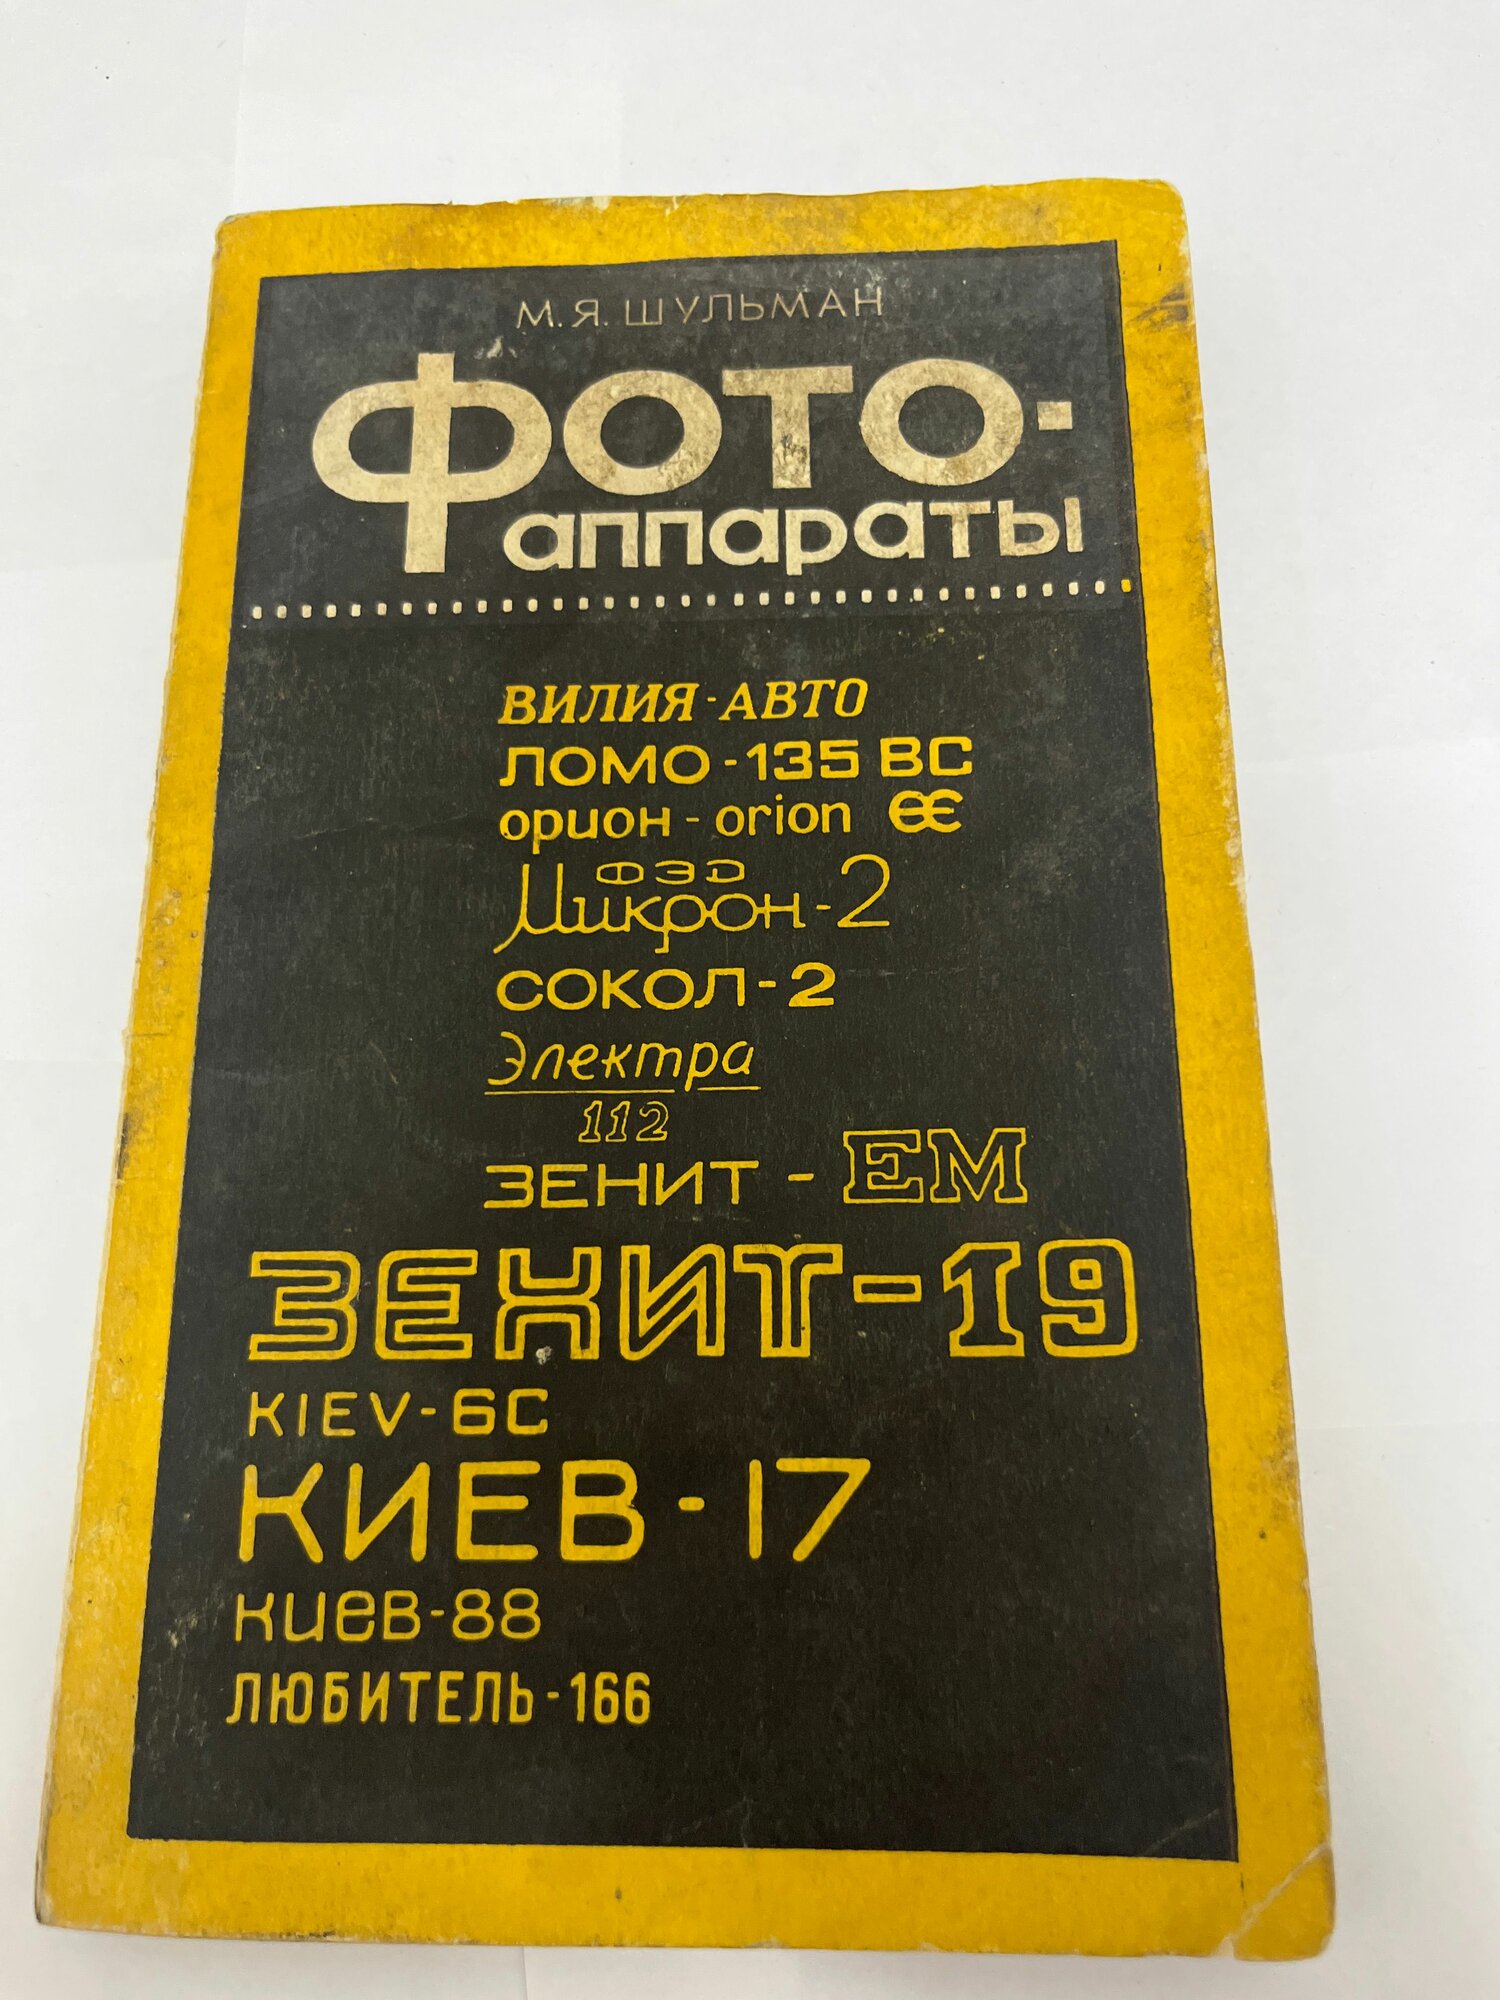 М. Я. ШУЛЬМАН
ФОТО-
аппараты
ВИЛИЯ-АВТО
ЛОМО-135 ВС
орион-orion ЄЄ
ФЭД
Микрон-2
СОКОЛ-2
Электра
112
ЗЕНИТ-ЕМ
ЗЕНИТ-19
KIEV-6C
КИЕВ-17
Киев-88
ЛЮБИТЕЛЬ-166